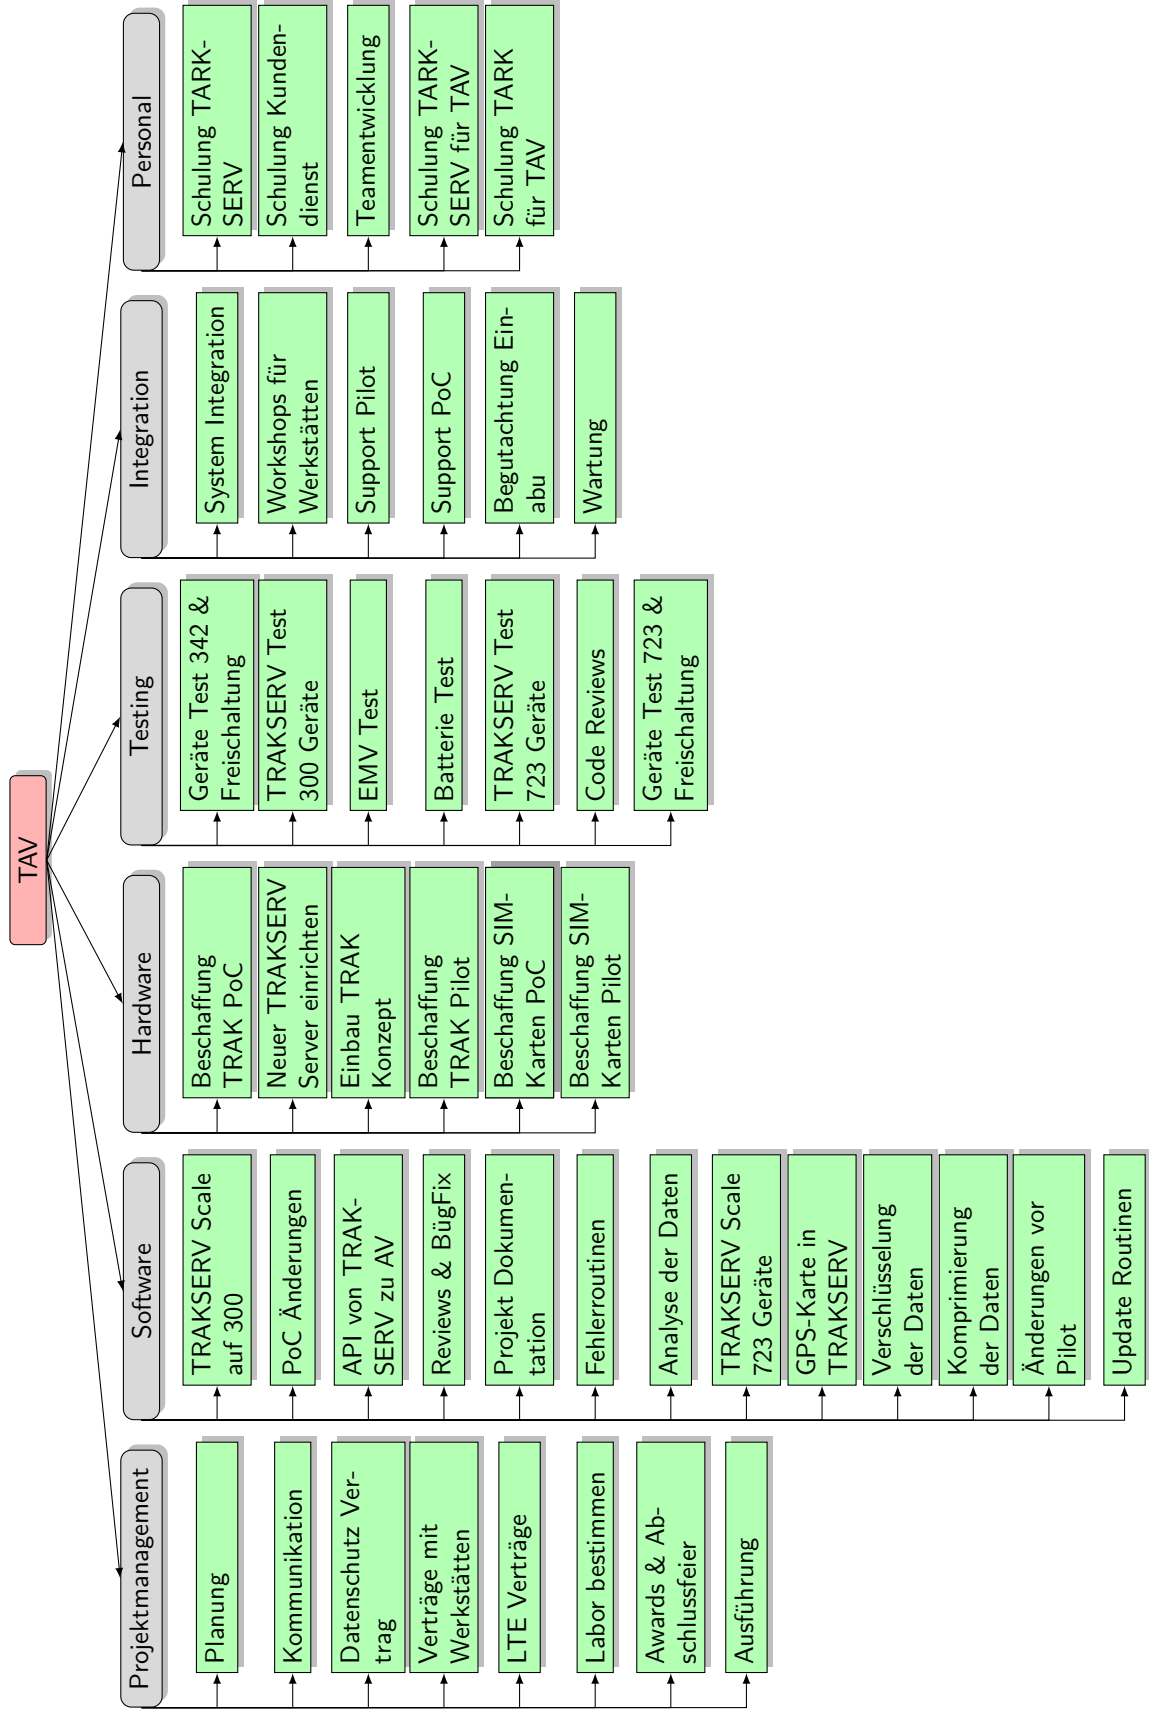 TAV
Projektmanagement
Planung
Kommunikation
Datenschutz Ver-
trag
Verträge mit
Werkstätten
LTE Verträge
Labor bestimmen
Awards & Ab-
schlussfeier
Ausführung
Software
TRAKSERV Scale
auf 300
PoC Änderungen
API von TRAK-
SERV zu AV
Reviews & BügFix
Projekt Dokumen-
tation
Fehlerroutinen
Analyse der Daten
TRAKSERV Scale
723 Geräte
GPS-Karte in
TRAKSERV
Verschlüsselung
der Daten
Komprimierung
der Daten
Änderungen vor
Pilot
Update Routinen
Hardware
Beschaffung
TRAK PoC
Neuer TRAKSERV
Server einrichten
Einbau TRAK
Konzept
Beschaffung
TRAK Pilot
Beschaffung SIM-
Karten PoC
Beschaffung SIM-
Karten Pilot
Testing
Geräte Test 342 &
Freischaltung
TRAKSERV Test
300 Geräte
EMV Test
Batterie Test
TRAKSERV Test
723 Geräte
Code Reviews
Geräte Test 723 &
Freischaltung
Integration
System Integration
Workshops für
Werkstätten
Support Pilot
Support PoC
Begutachtung Ein-
abu
Wartung
Personal
Schulung TARK-
SERV
Schulung Kunden-
dienst
Teamentwicklung
Schulung TARK-
SERV für TAV
Schulung TARK
für TAV